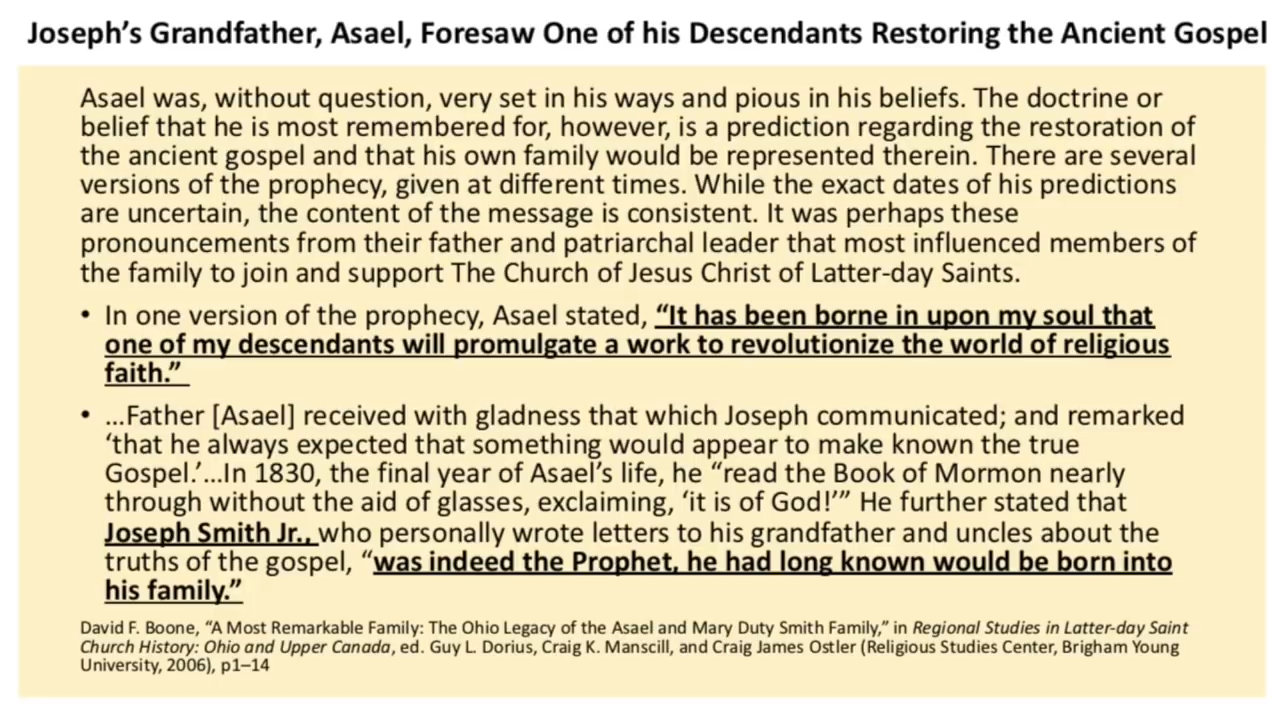 Joseph's Grandfather, Asael, Foresaw One of his Descendants Restoring the Ancient Gospel
Asael was, without question, very set in his ways and pious in his beliefs. The doctrine or
belief that he is most remembered for, however, is a prediction regarding the restoration of
the ancient gospel and that his own family would be represented therein. There are several
versions of the prophecy, given at different times. While the exact dates of his predictions
are uncertain, the content of the message is consistent. It was perhaps these
pronouncements from their father and patriarchal leader that most influenced members of
the family to join and support The Church of Jesus Christ of Latter-day Saints.
• In one version of the prophecy, Asael stated, “It has been borne in upon my soul that
one of my descendants will promulgate a work to revolutionize the world of religious
faith.”
• …Father [Asael] received with gladness that which Joseph communicated; and remarked
‘that he always expected that something would appear to make known the true
Gospel.’…In 1830, the final year of Asael’s life, he “read the Book of Mormon nearly
through without the aid of glasses, exclaiming, ‘it is of God!’” He further stated that
Joseph Smith Jr., who personally wrote letters to his grandfather and uncles about the
truths of the gospel, “was indeed the Prophet, he had long known would be born into
his family.”
David F. Boone, “A Most Remarkable Family: The Ohio Legacy of the Asael and Mary Duty Smith Family,” in Regional Studies in Latter-day Saint
Church History: Ohio and Upper Canada, ed. Guy L. Dorius, Craig K. Manscill, and Craig James Ostler (Religious Studies Center, Brigham Young
University, 2006), p1–14